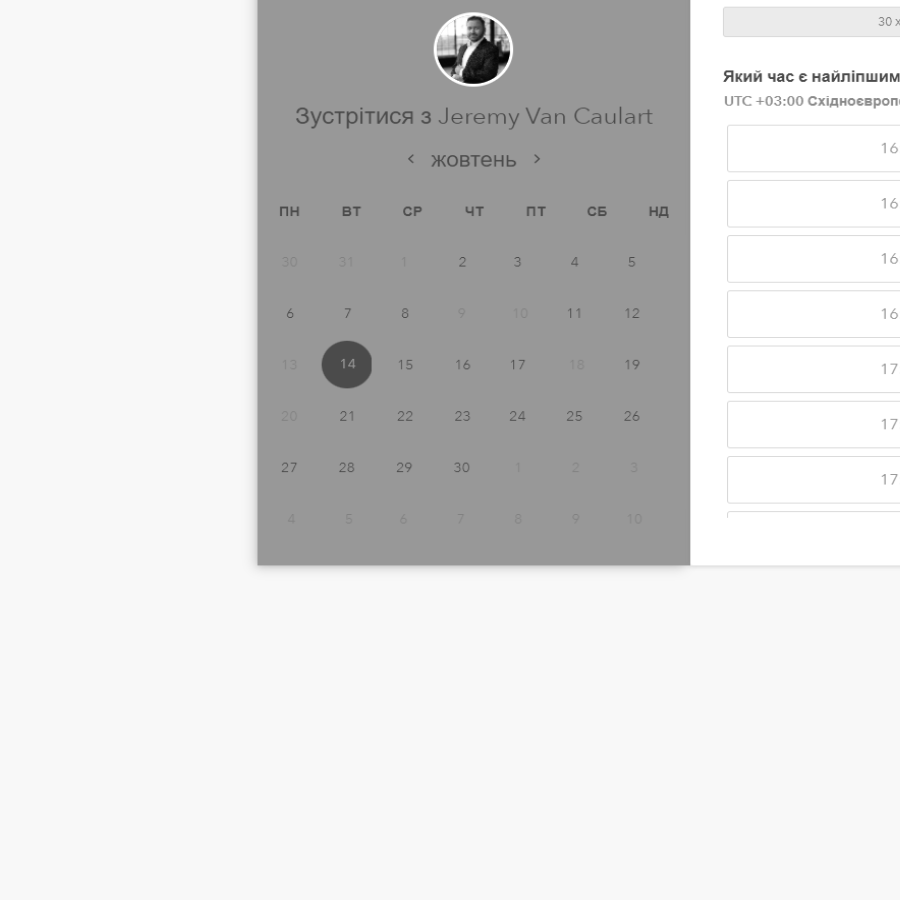 Зустрітися з Jeremy Van Caulart
жовтень
ПН ВТ СР ЧТ ПТ СБ НД
30 31 1 2 3 4 5
6 7 8 9 10 11 12
13 14 15 16 17 18 19
20 21 22 23 24 25 26
27 28 29 30 1 2 3
4 5 6 7 8 9 10
30
Який час є найліпшим
UTC +03:00
16
16
16
16
17
17
17